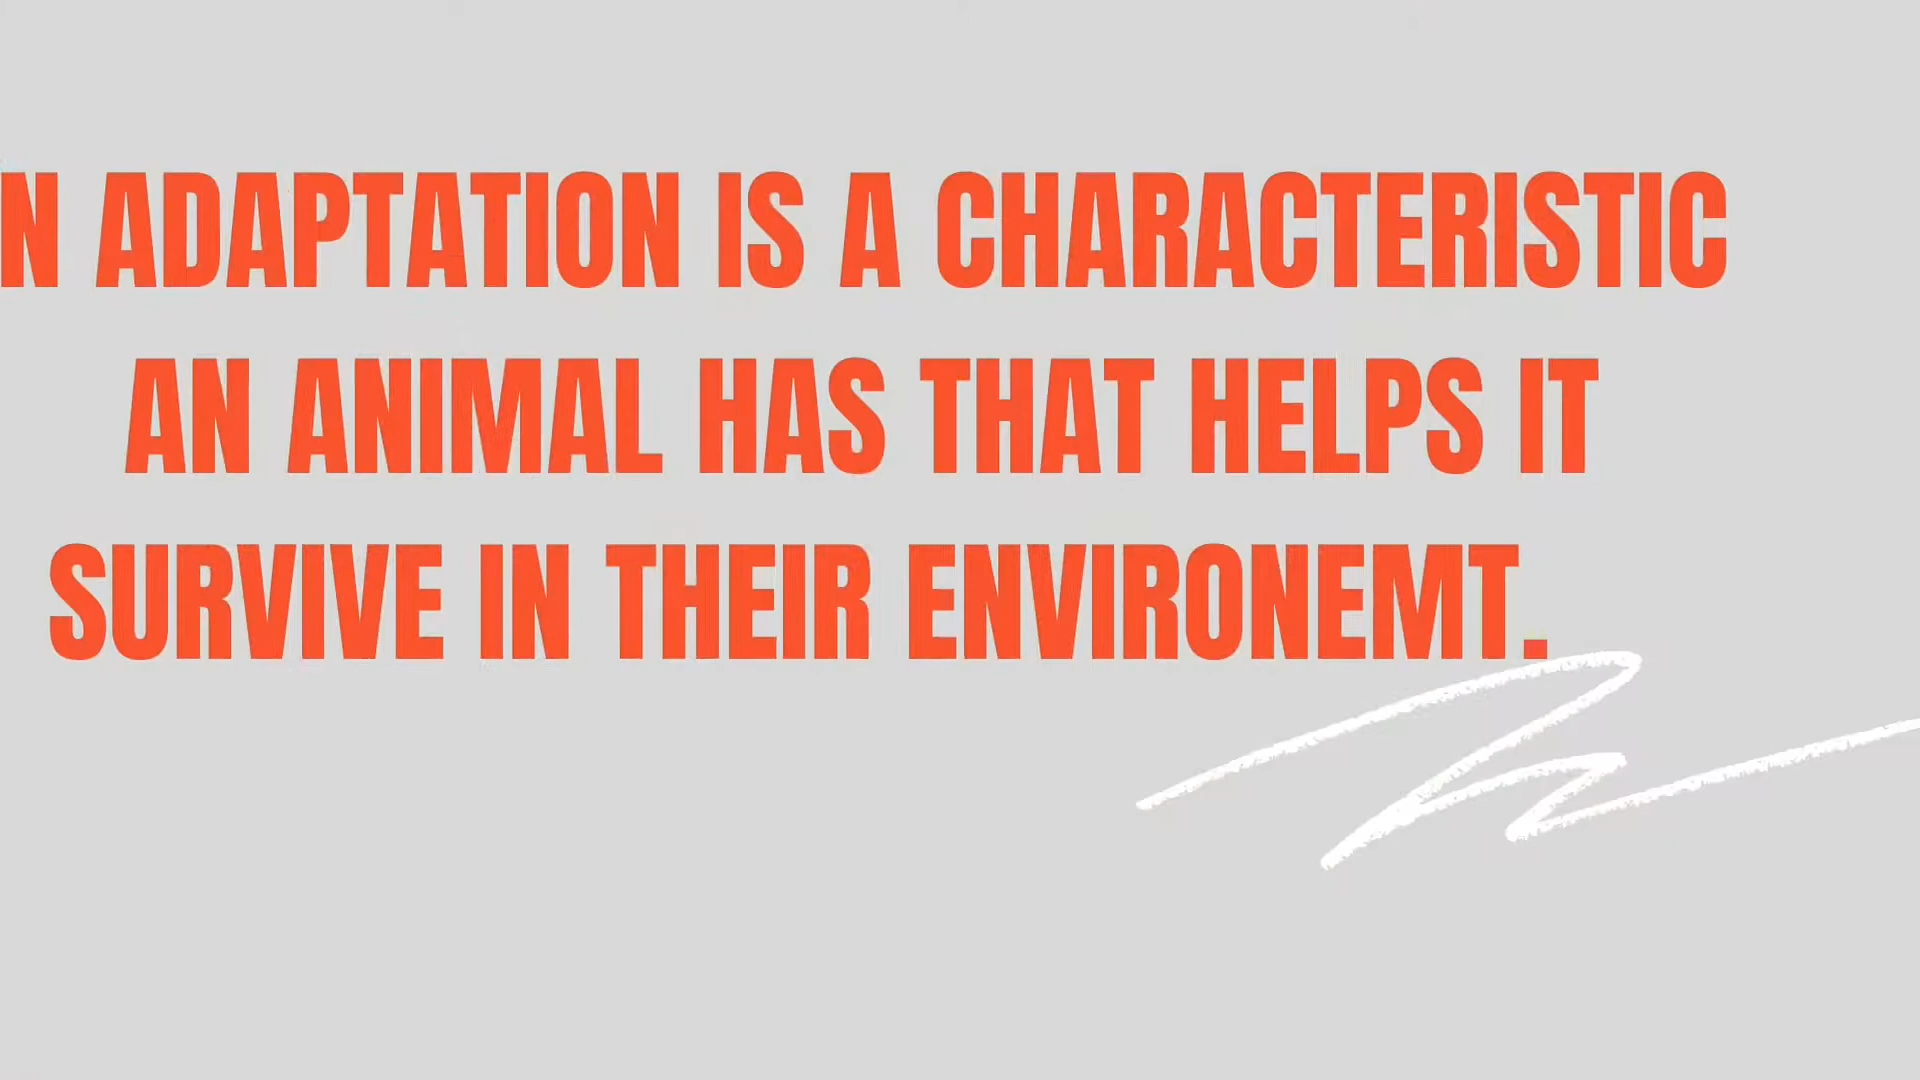 N ADAPTATION IS A CHARACTERISTIC
AN ANIMAL HAS THAT HELPS IT
SURVIVE IN THEIR ENVIRONEMT.